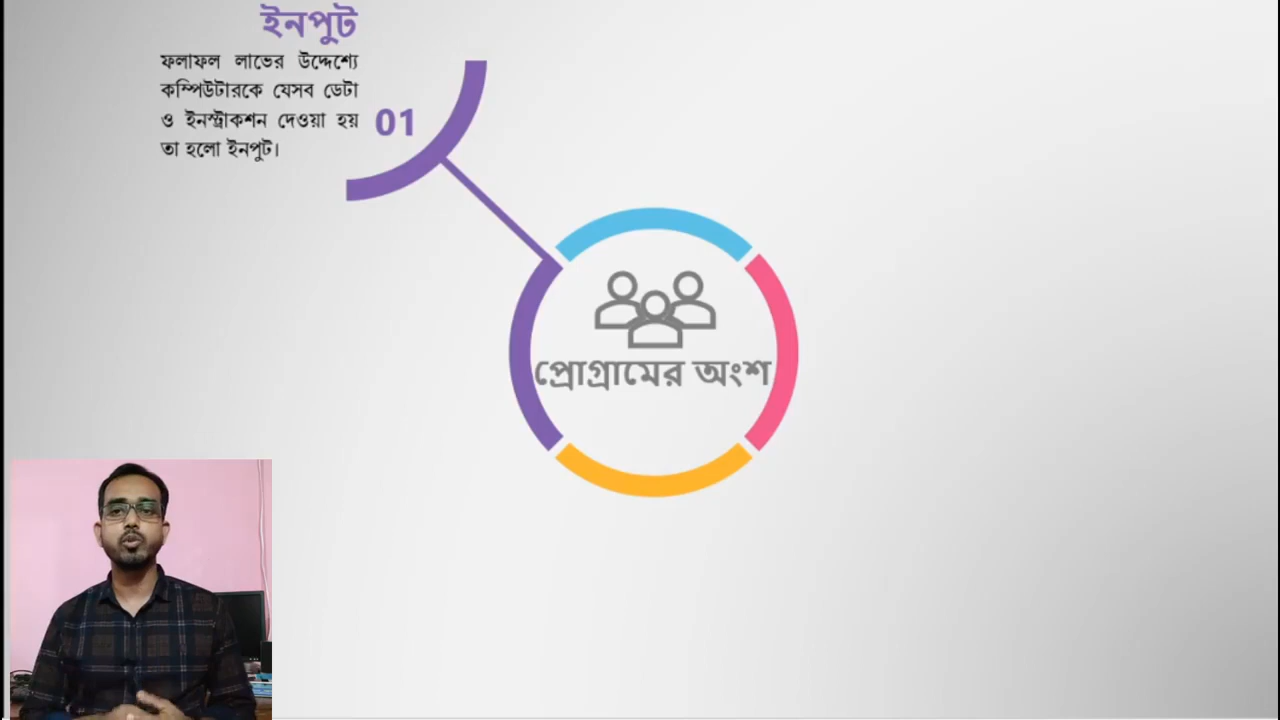 ইনপুট
ফলাফল লাভের উদ্দেশ্যে
কম্পিউটারকে যেসব ডেটা
ও ইনস্ট্রাকশন দেওয়া হয়
তা হলো ইনপুট।
01
প্রোগ্রামের অংশ